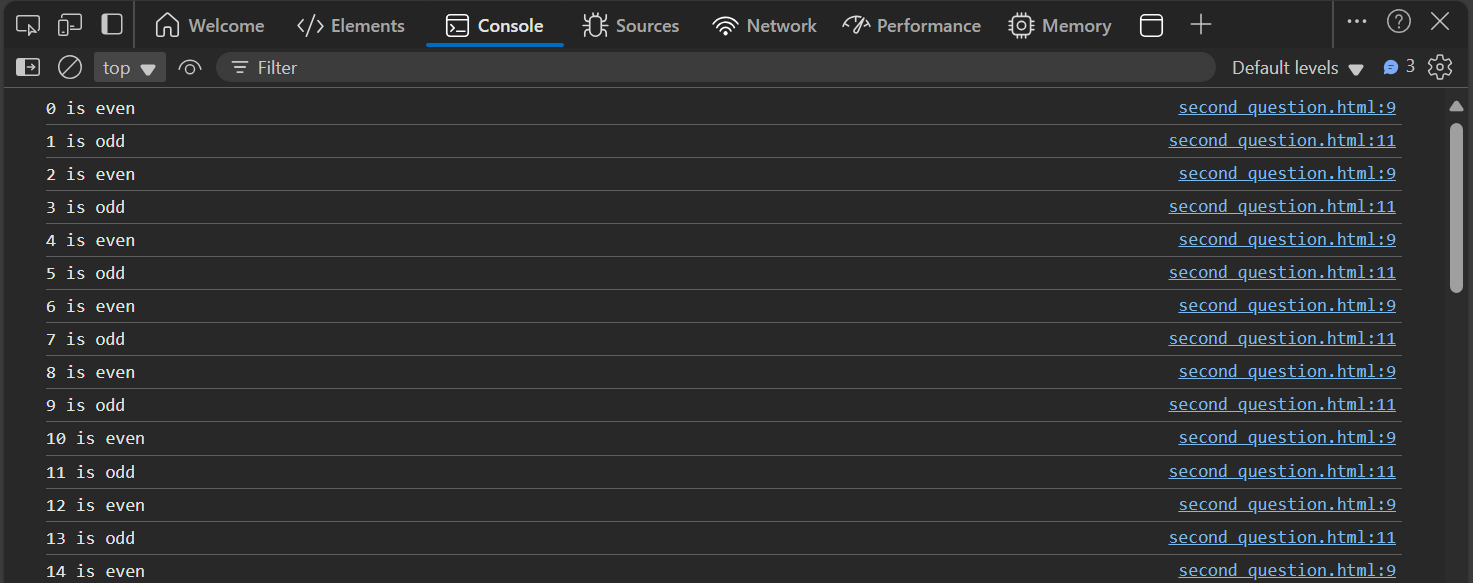 Welcome </> Elements Console Sources Network Performance Memory
top Filter Default levels 3
0 is even second_question.html:9
1 is odd second_question.html:11
2 is even second_question.html:9
3 is odd second_question.html:11
4 is even second_question.html:9
5 is odd second_question.html:11
6 is even second_question.html:9
7 is odd second_question.html:11
8 is even second_question.html:9
9 is odd second_question.html:11
10 is even second_question.html:9
11 is odd second_question.html:11
12 is even second_question.html:9
13 is odd second_question.html:11
14 is even second_question.html:9